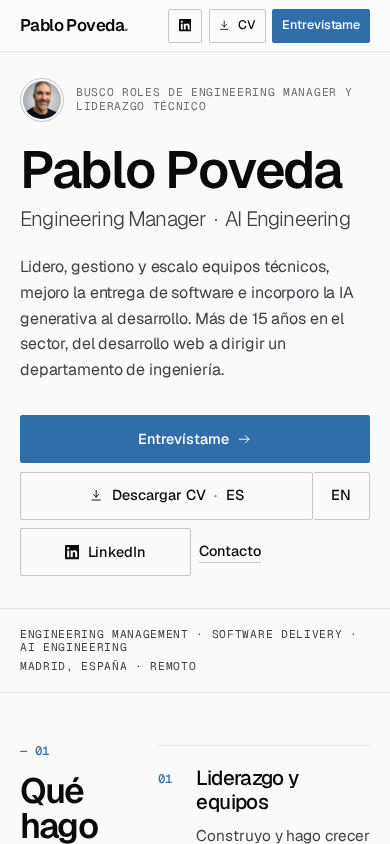 Pablo Poveda.
CV
Entrevístame
BUSCO ROLES DE ENGINEERING MANAGER Y
LIDERAZGO TÉCNICO
Pablo Poveda
Engineering Manager · AI Engineering
Lidero, gestiono y escalo equipos técnicos,
mejoro la entrega de software e incorporo la IA
generativa al desarrollo. Más de 15 años en el
sector, del desarrollo web a dirigir un
departamento de ingeniería.
Entrevístame →
Descargar CV · ES
EN
LinkedIn
Contacto
ENGINEERING MANAGEMENT · SOFTWARE DELIVERY ·
AI ENGINEERING
MADRID, ESPAÑA · REMOTO
— 01
Qué
hago
01
Liderazgo y
equipos
Construyo y hago crecer